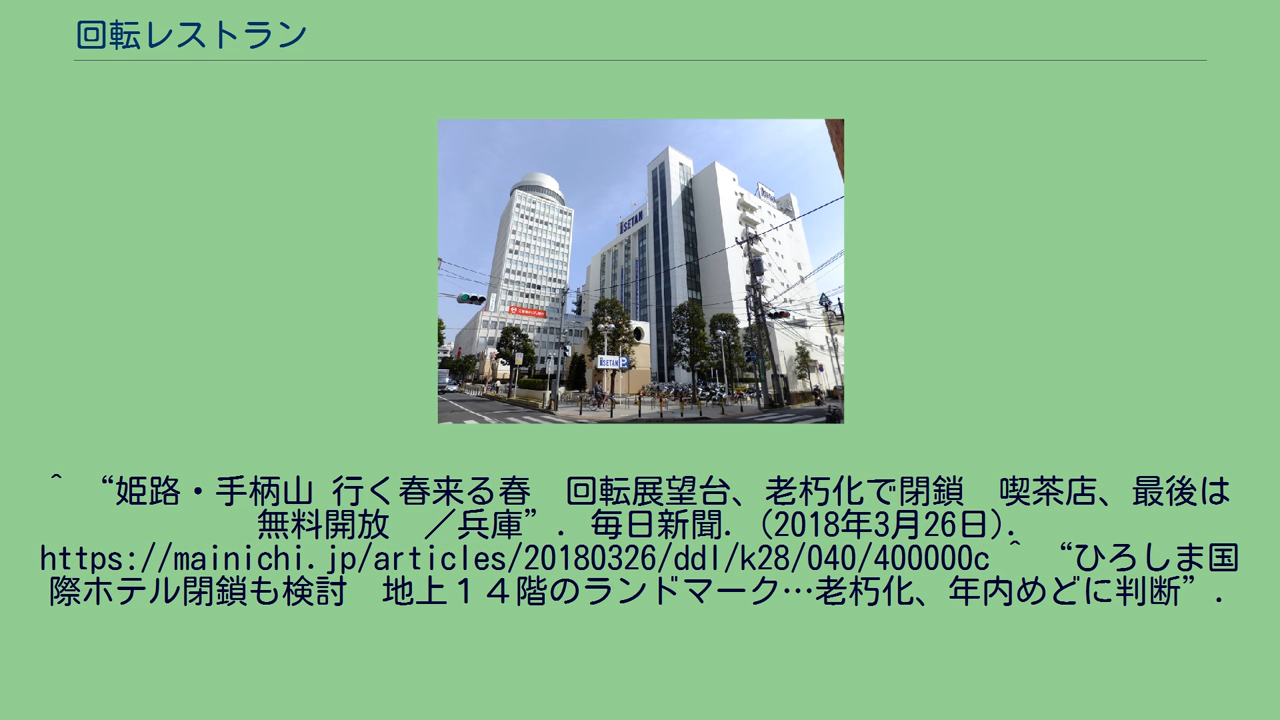 回転レストラン
ISETAN
ISETAN P
^ “姫路・手柄山 行く春来る春　回転展望台、老朽化で閉鎖　喫茶店、最後は
無料開放　／兵庫”. 毎日新聞. (2018年3月26日).
https://mainichi.jp/articles/20180326/ddl/k28/040/400000c ^ “ひろしま国
際ホテル閉鎖も検討　地上１４階のランドマーク…老朽化、年内めどに判断”.